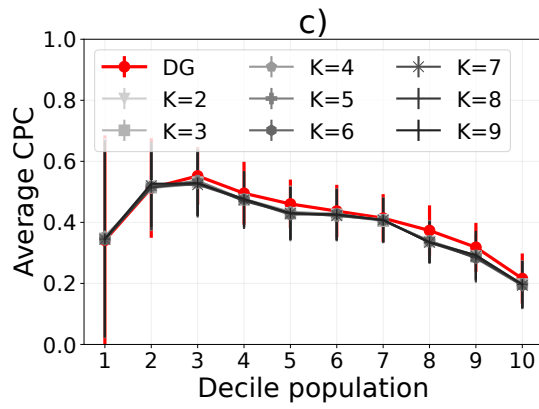 c)
1.0
0.8
0.6
0.4
0.2
0.0
Average CPC
DG
K=2
K=3
K=4
K=5
K=6
K=7
K=8
K=9
1 2 3 4 5 6 7 8 9 10
Decile population